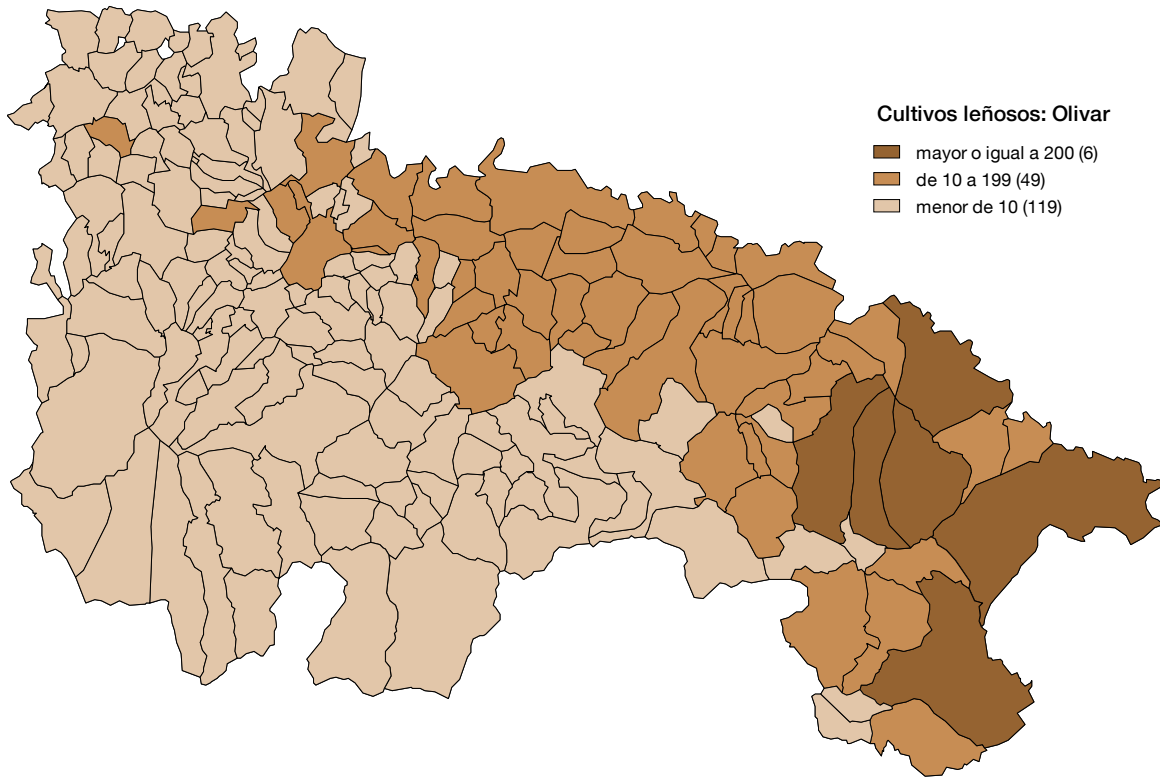 Cultivos leñosos: Olivar
mayor o igual a 200 (6)
de 10 a 199 (49)
menor de 10 (119)